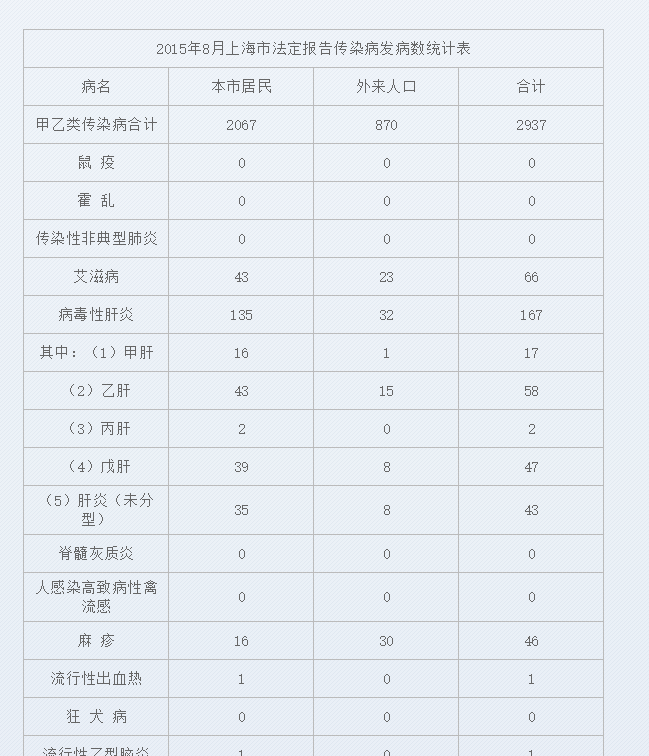 2015年8月上海市法定报告传染病发病数统计表
病名 本市居民 外来人口 合计
甲乙类传染病合计 2067 870 2937
鼠 疫 0 0 0
霍 乱 0 0 0
传染性非典型肺炎 0 0 0
艾滋病 43 23 66
病毒性肝炎 135 32 167
其中：（1）甲肝 16 1 17
（2）乙肝 43 15 58
（3）丙肝 2 0 2
（4）戊肝 39 8 47
（5）肝炎（未分
型） 35 8 43
脊髓灰质炎 0 0 0
人感染高致病性禽
流感 0 0 0
麻 疹 16 30 46
流行性出血热 1 0 1
狂 犬 病 0 0 0
流行性乙型脑炎 1 0 1